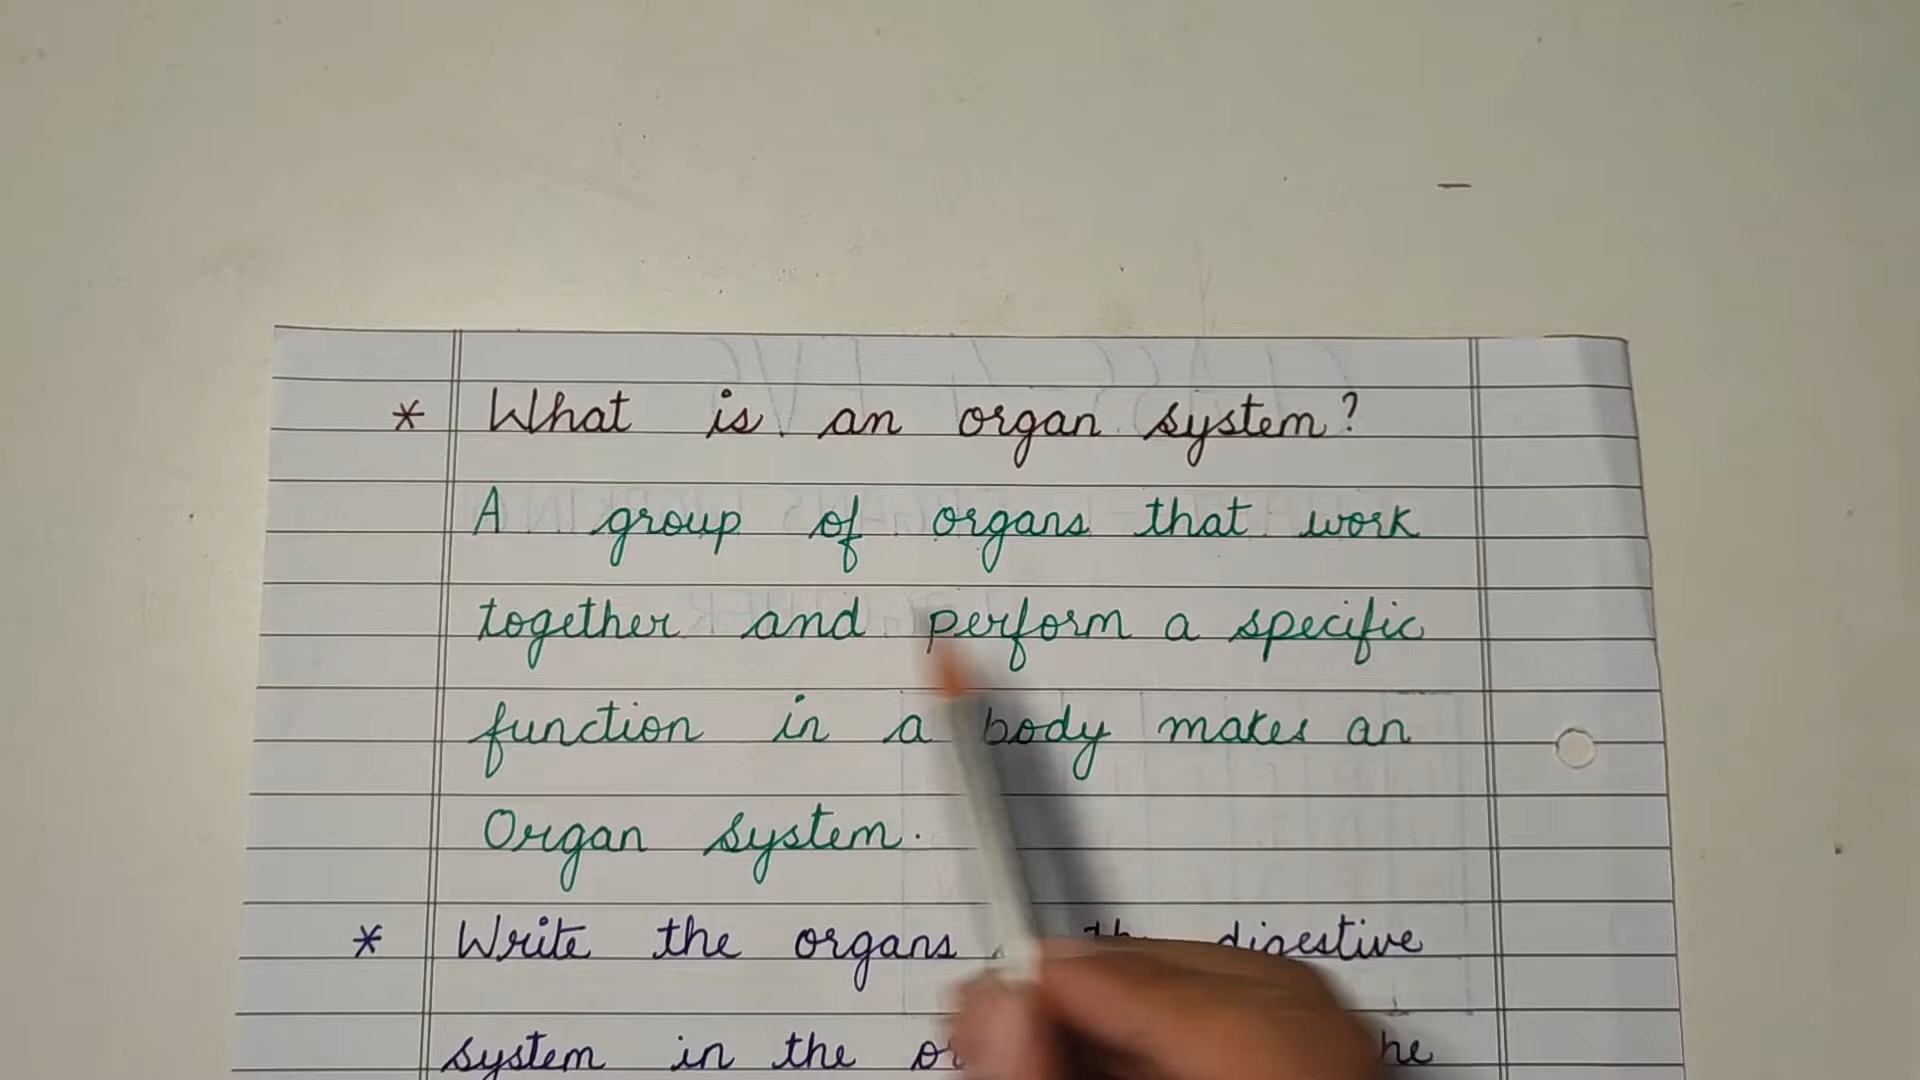 * What is an organ system?
A group of organs that work
together and perform a specific
function in a body makes an
Organ system.
* Write the organs digestive
system in the